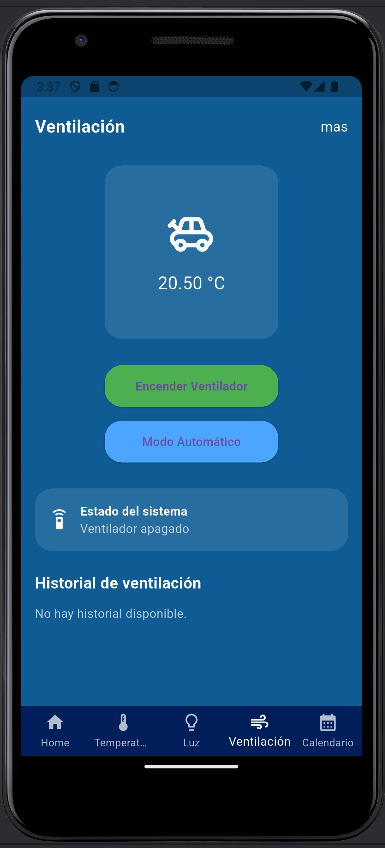 3:37
Ventilación
mas
20.50 °C
Encender Ventilador
Modo Automático
Estado del sistema
Ventilador apagado
Historial de ventilación
No hay historial disponible.
Home
Temperat...
Luz
Ventilación
Calendario